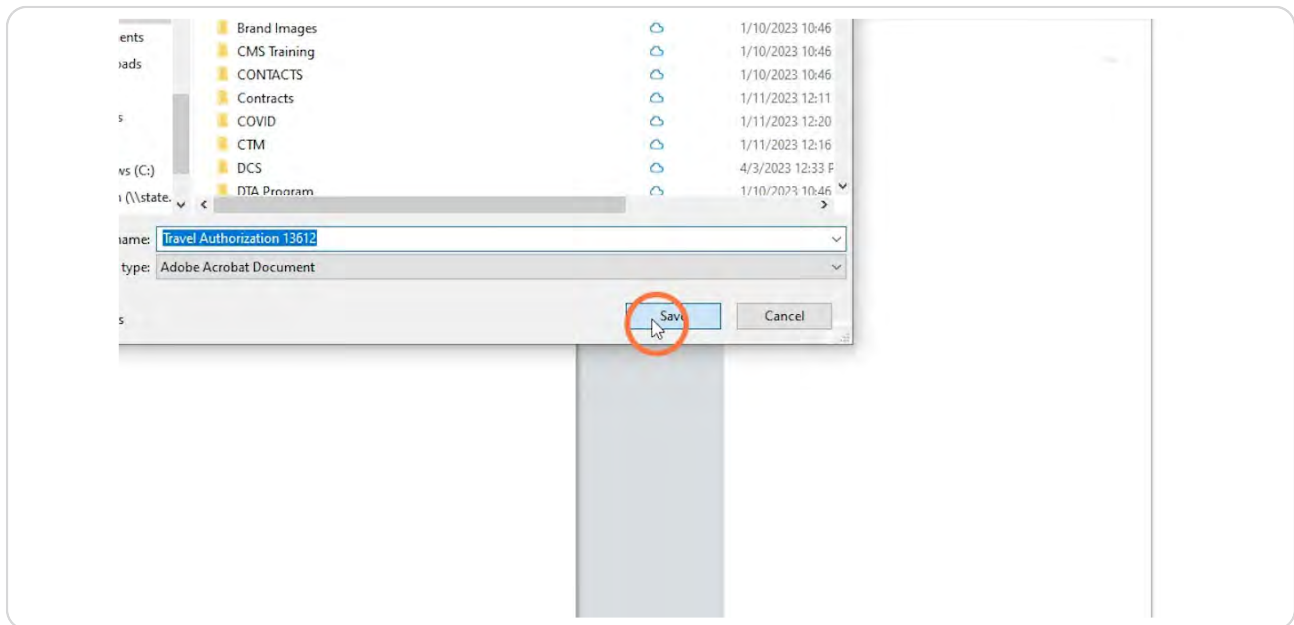 ents
oads
s
ws (C:)
n (\\state.
Brand Images 1/10/2023 10:46
CMS Training 1/10/2023 10:46
CONTACTS 1/10/2023 10:46
Contracts 1/11/2023 12:11
COVID 1/11/2023 12:20
CTM 1/11/2023 12:16
DCS 4/3/2023 12:33 P
DTA Program 1/10/2023 10:46
name: Travel Authorization 13612
type: Adobe Acrobat Document
s
Save Cancel